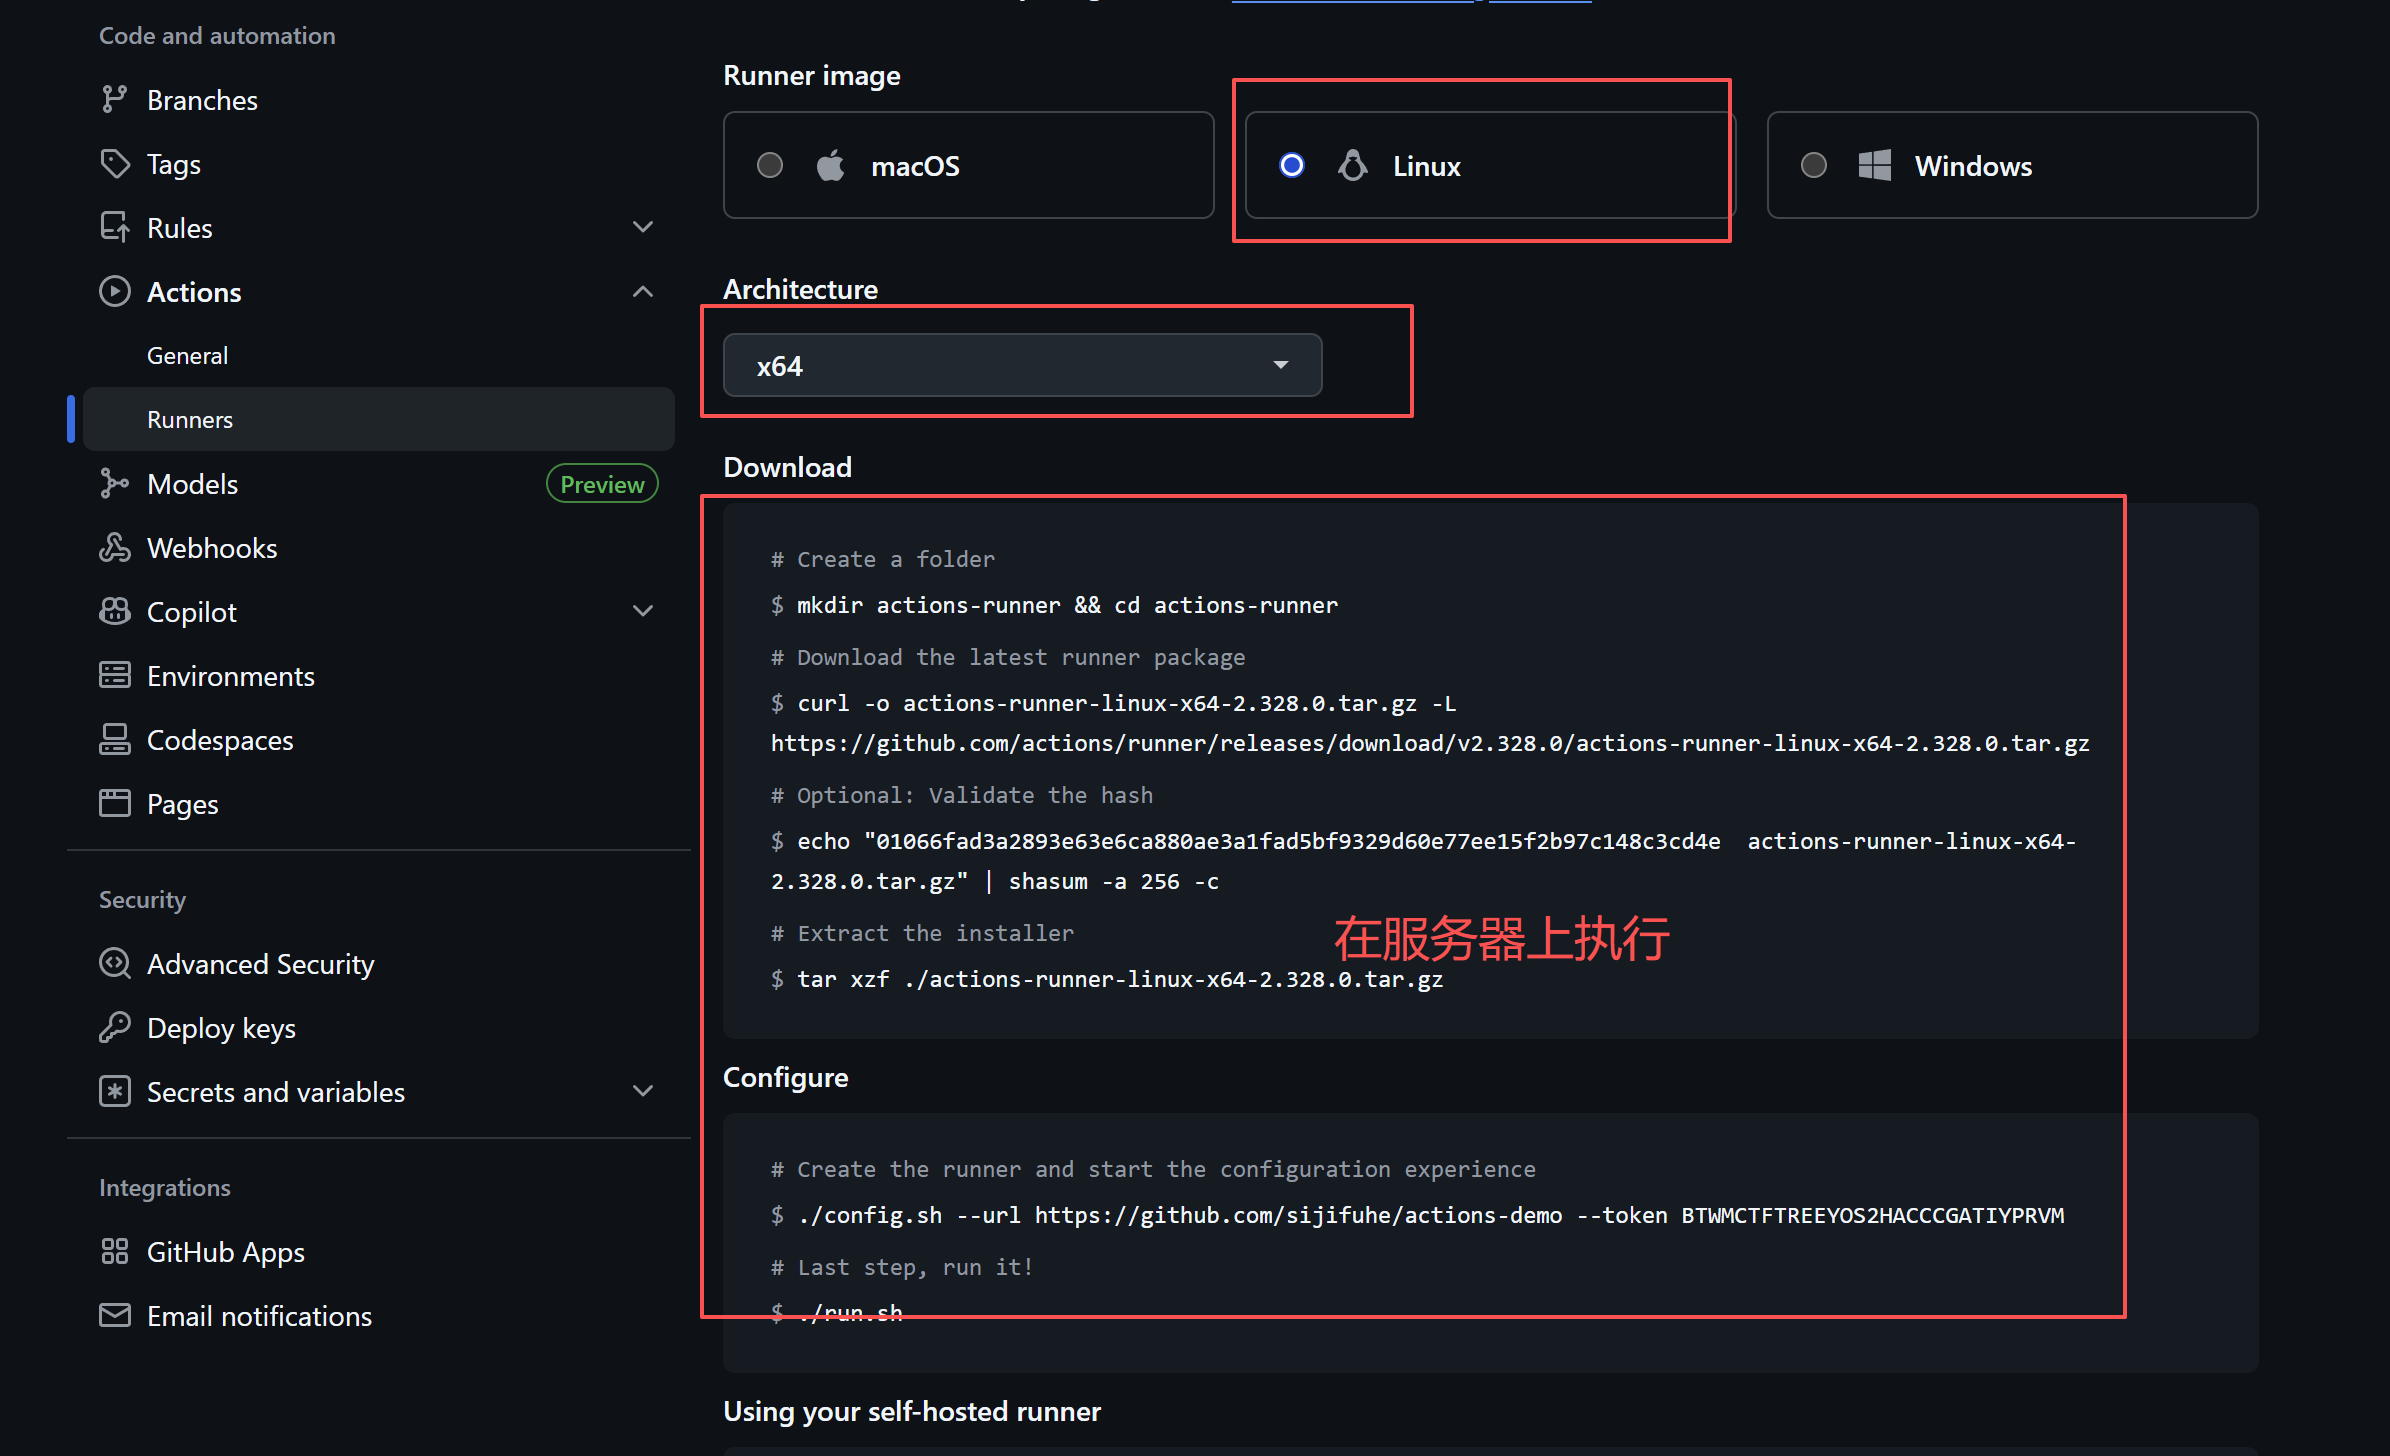 Code and automation
Branches
Tags
Rules
Actions
General
Runners
Models
Preview
Webhooks
Copilot
Environments
Codespaces
Pages
Security
Advanced Security
Deploy keys
Secrets and variables
Integrations
GitHub Apps
Email notifications
Runner image
macOS
Linux
Windows
Architecture
x64
Download
# Create a folder
$ mkdir actions-runner && cd actions-runner
# Download the latest runner package
$ curl -o actions-runner-linux-x64-2.328.0.tar.gz -L
https://github.com/actions/runner/releases/download/v2.328.0/actions-runner-linux-x64-2.328.0.tar.gz
# Optional: Validate the hash
$ echo "01066fad3a2893e63e6ca880ae3a1fad5bf9329d60e77ee15f2b97c148c3cd4e  actions-runner-linux-x64-
2.328.0.tar.gz" | shasum -a 256 -c
# Extract the installer
在服务器上执行
$ tar xzf ./actions-runner-linux-x64-2.328.0.tar.gz
Configure
# Create the runner and start the configuration experience
$ ./config.sh --url https://github.com/sijifuhe/actions-demo --token BTWMCTFTREEYOS2HACCCGATIYPRVM
# Last step, run it!
$ ./run.sh
Using your self-hosted runner